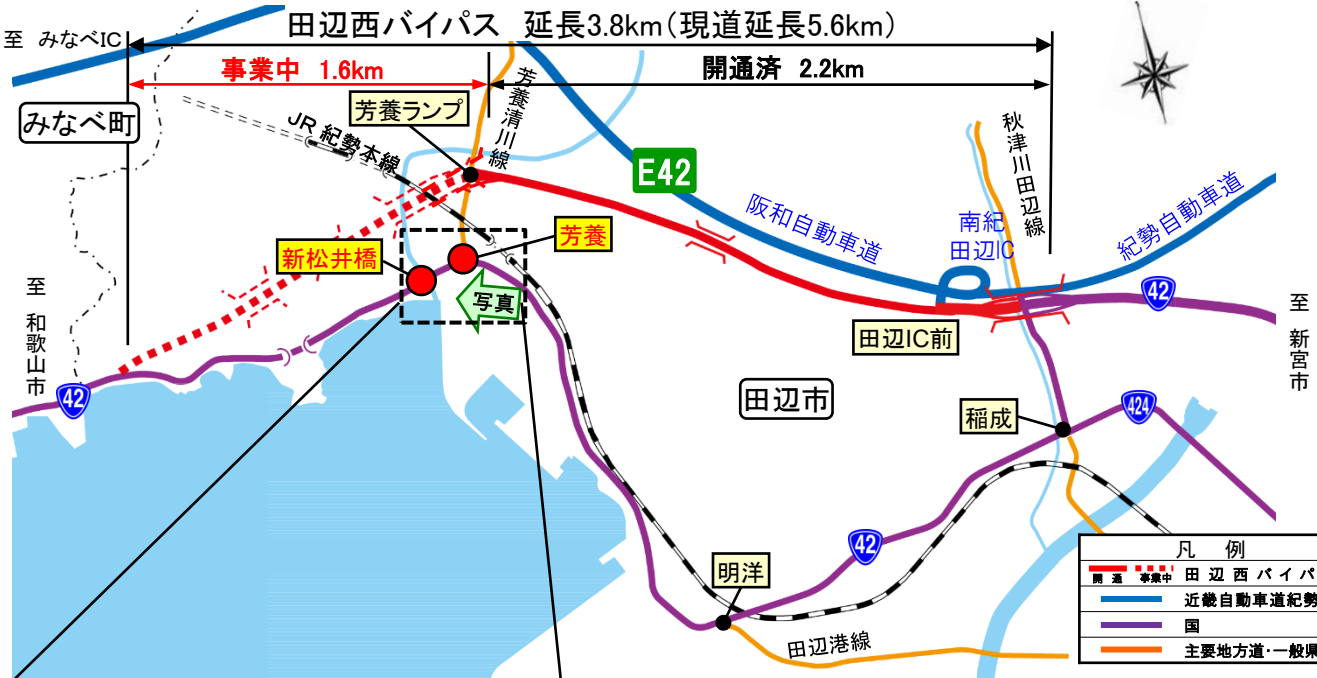 田辺西バイパス 延長3.8km(現道延長5.6km)
至 みなべIC
事業中 1.6km
開通済 2.2km
みなべ町
JR 紀勢本線
芳養ランプ
芳養清川線
E42
阪和自動車道
南紀
田辺IC
秋津川田辺線
紀勢自動車道
新松井橋
芳養
写真
至 和歌山市
42
田辺IC前
42
至 新宮市
田辺市
稲成
424
42
明洋
田辺港線
凡 例
開 通 事業中 田 辺 西 バ イ パ
近畿自動車道紀勢
国
主要地方道・一般県